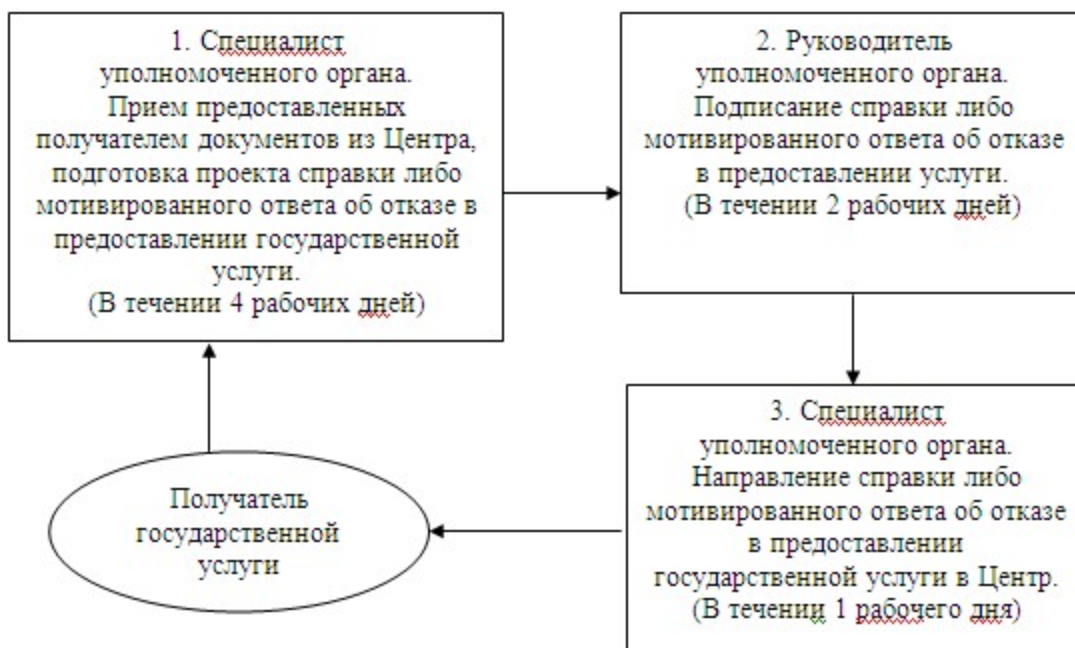 1. Специалист
уполномоченного органа.
Прием предоставленных
получателем документов из Центра,
подготовка проекта справки либо
мотивированного ответа об отказе в
предоставлении государственной
услуги.
(В течении 4 рабочих дней)
2. Руководитель
уполномоченного органа.
Подписание справки либо
мотивированного ответа об отказе
в предоставлении услуги.
(В течении 2 рабочих дней)
3. Специалист
уполномоченного органа.
Направление справки либо
мотивированного ответа об отказе
в предоставлении
государственной услуги в Центр.
(В течении 1 рабочего дня)
Получатель
государственной
услуги